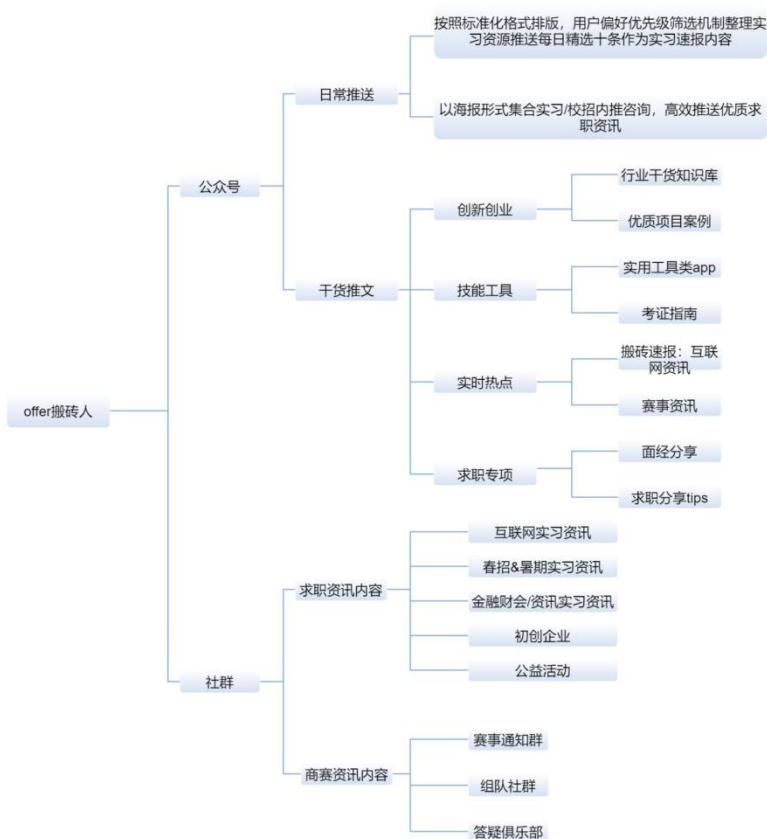 offer搬砖人
公众号
日常推送
按照标准化格式排版，用户偏好优先级筛选机制整理实
习资源推送每日精选十条作为实习速报内容
以海报形式集合实习/校招内推咨询，高效推送优质求
职资讯
干货推文
创新创业
行业干货知识库
优质项目案例
技能工具
实用工具类app
考证指南
实时热点
搬砖速报：互联
网资讯
赛事资讯
求职专项
面经分享
求职分享tips
社群
求职资讯内容
互联网实习资讯
春招&暑期实习资讯
金融财会/资讯实习资讯
初创企业
公益活动
商赛资讯内容
赛事通知群
组队社群
答疑俱乐部